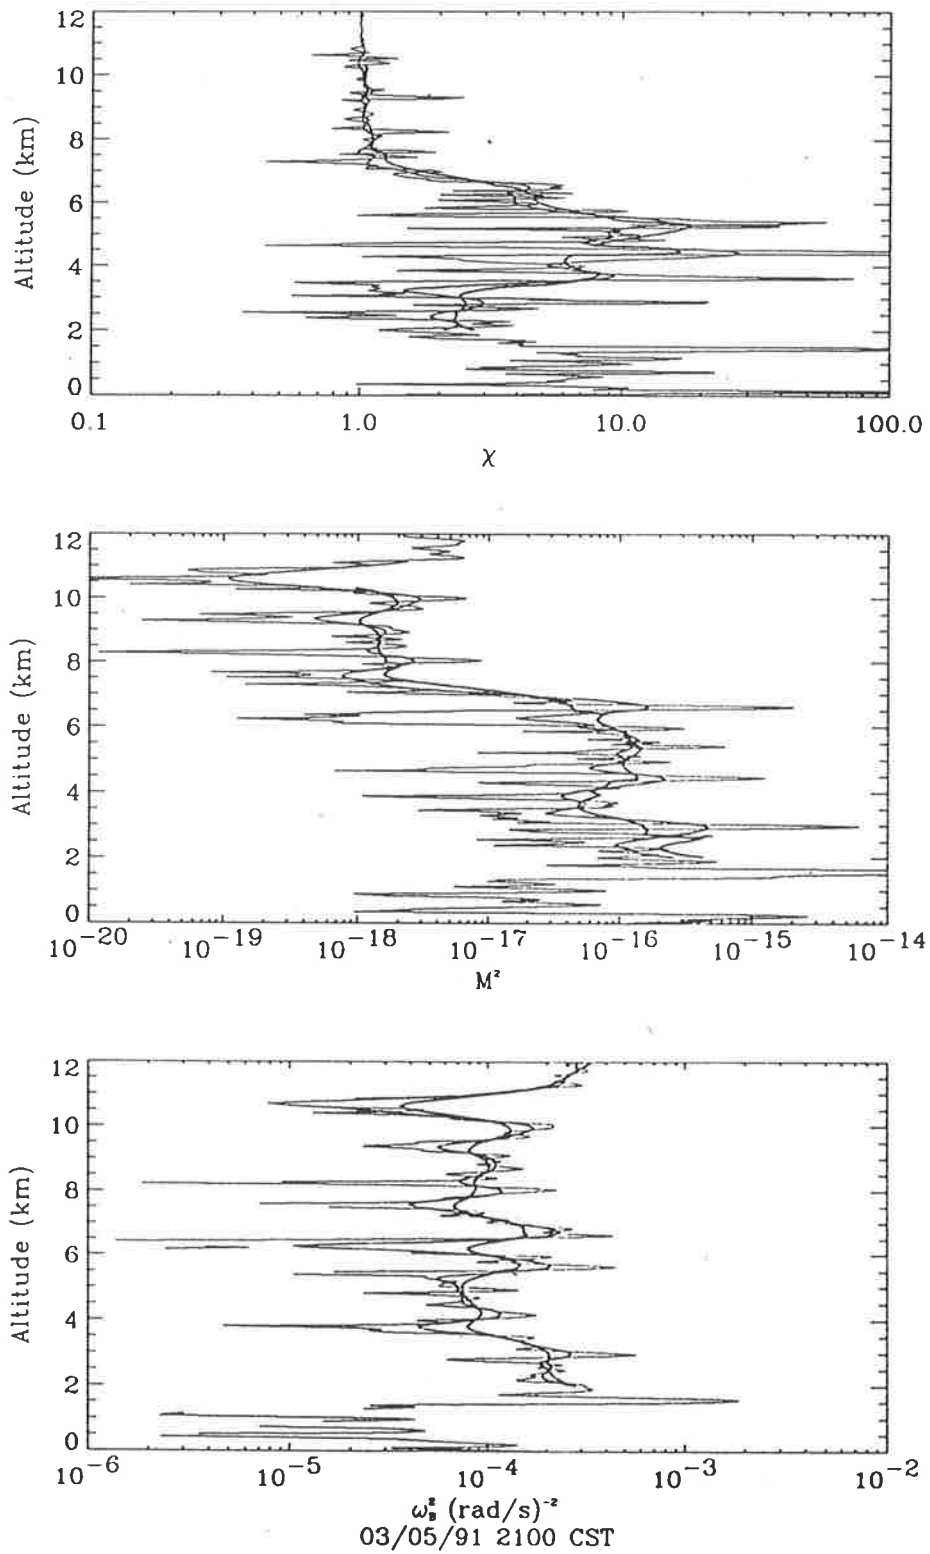 12
10
8
6
4
2
0
Altitude (km)
0.1 1.0 10.0 100.0
χ
12
10
8
6
4
2
0
Altitude (km)
10⁻²⁰ 10⁻¹⁹ 10⁻¹⁸ 10⁻¹⁷ 10⁻¹⁶ 10⁻¹⁵ 10⁻¹⁴
M²
12
10
8
6
4
2
0
Altitude (km)
10⁻⁶ 10⁻⁵ 10⁻⁴ 10⁻³ 10⁻²
ω_B² (rad/s)⁻²
03/05/91 2100 CST